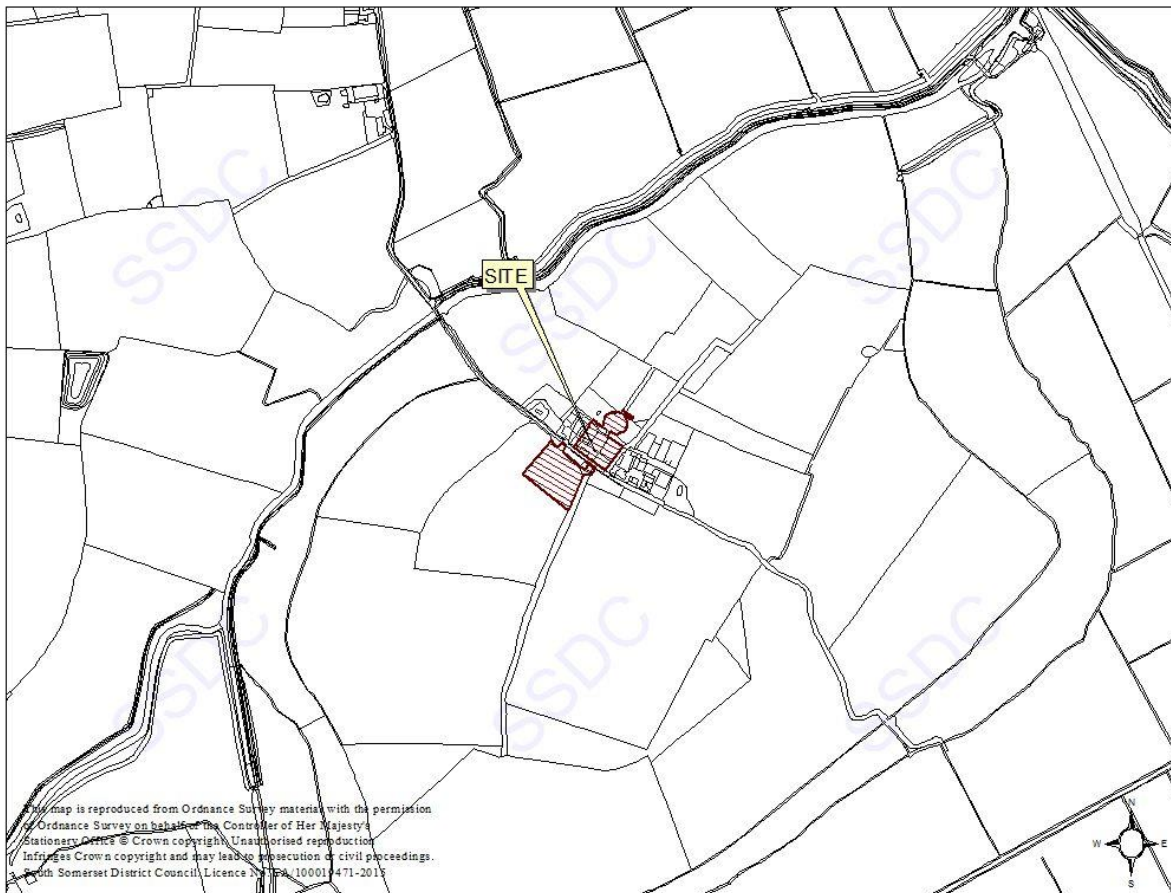 SSDC
SSDC
SSDC
SITE
SSDC
SSDC
SSDC
This map is reproduced from Ordnance Survey material with the permission
of Ordnance Survey on behalf of the Controller of Her Majesty's
Stationery Office © Crown copyright. Unauthorised reproduction
Infringes Crown copyright and may lead to prosecution or civil proceedings.
South Somerset District Council. Licence
N
W E
S